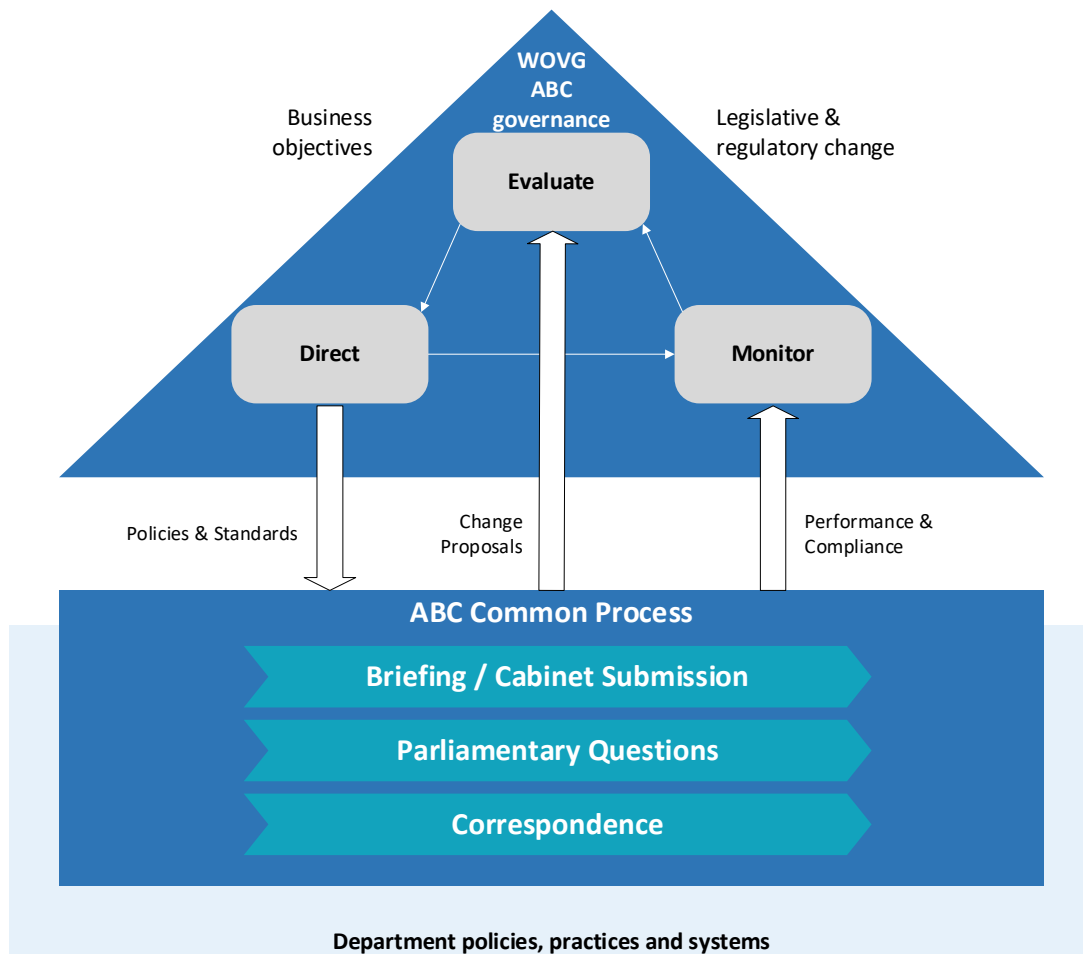 WOVG
ABC
governance
Business
objectives
Legislative &
regulatory change
Evaluate
Direct
Monitor
Policies & Standards
Change
Proposals
Performance &
Compliance
ABC Common Process
Briefing / Cabinet Submission
Parliamentary Questions
Correspondence
Department policies, practices and systems